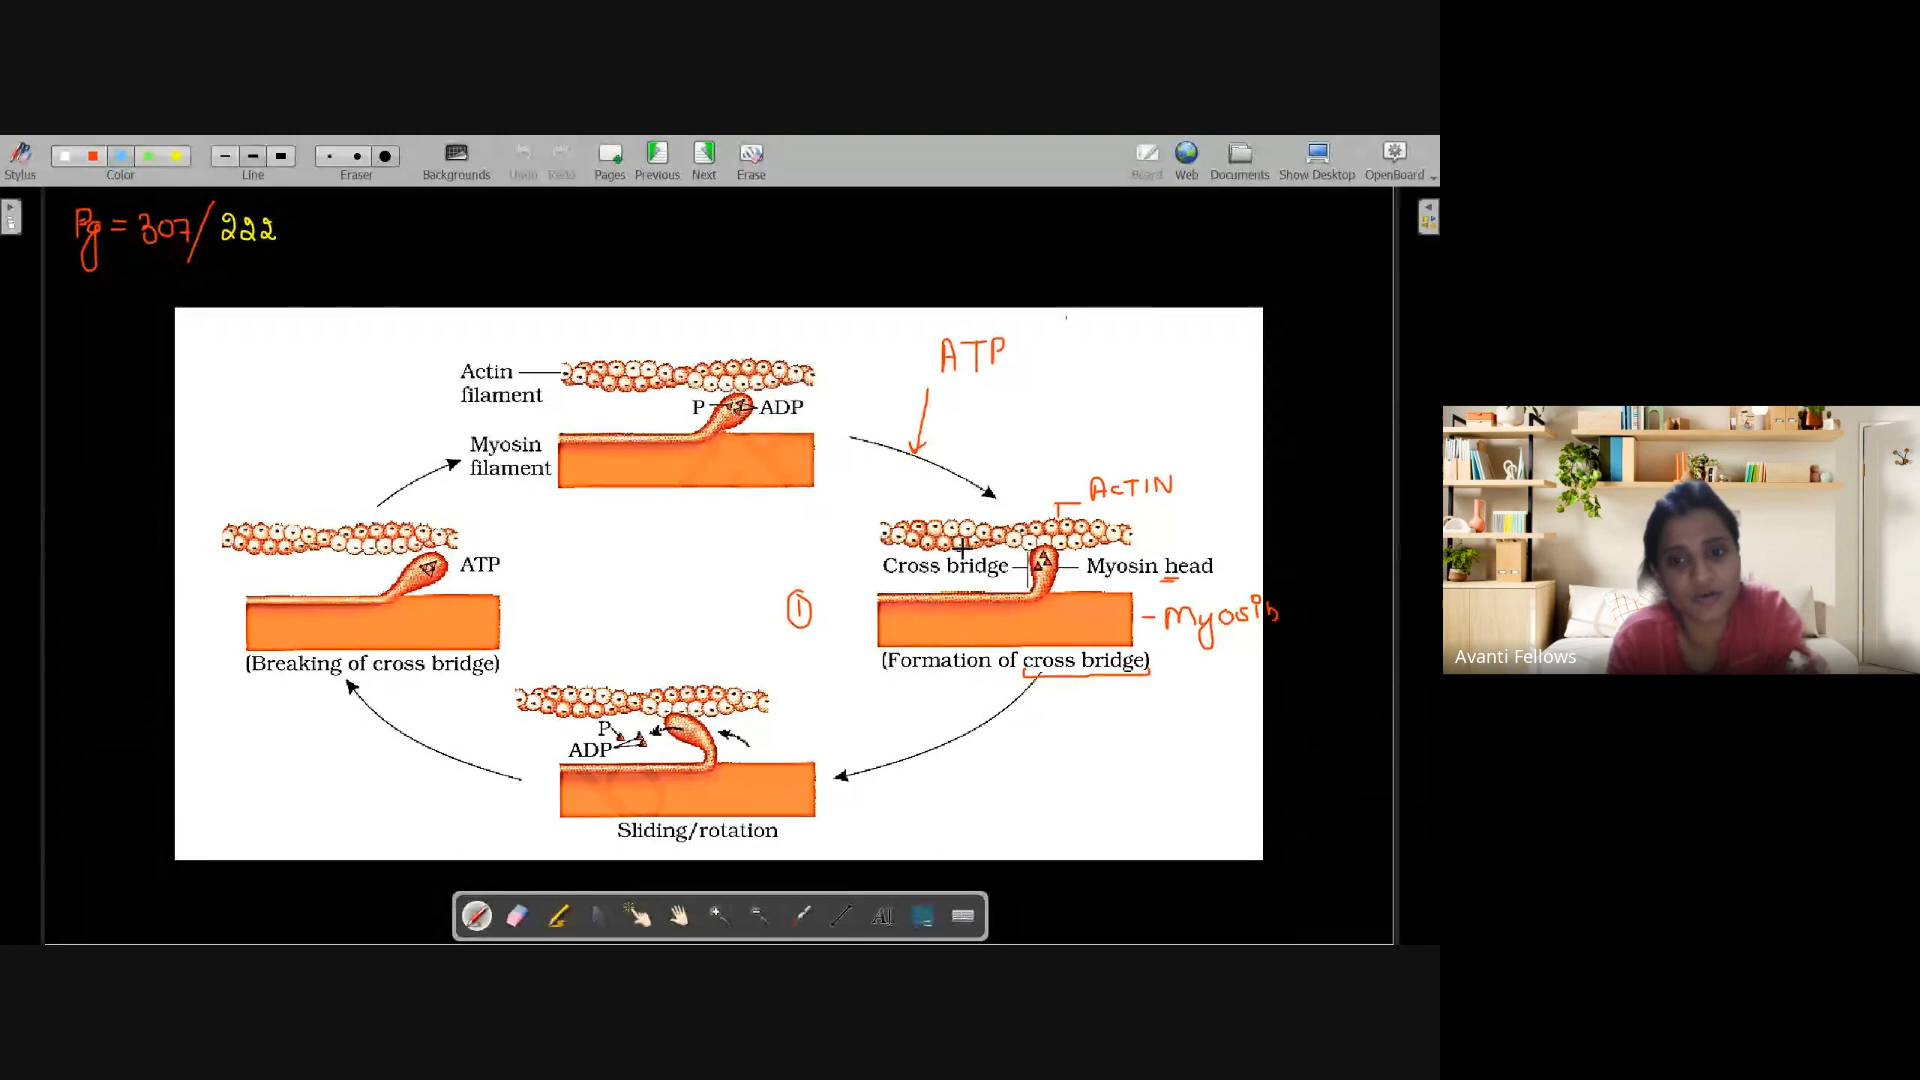 Stylus
Color
Line
Eraser
Backgrounds
Undo
Redo
Pages
Previous
Next
Erase
Board
Web
Documents
Show Desktop
OpenBoard
Pg = 307/222
ATP
Actin
filament
P
ADP
Myosin
filament
ACTIN
ATP
Cross bridge
Myosin head
①
- Myosin
(Breaking of cross bridge)
(Formation of cross bridge)
P
ADP
Sliding/rotation
Avanti Fellows